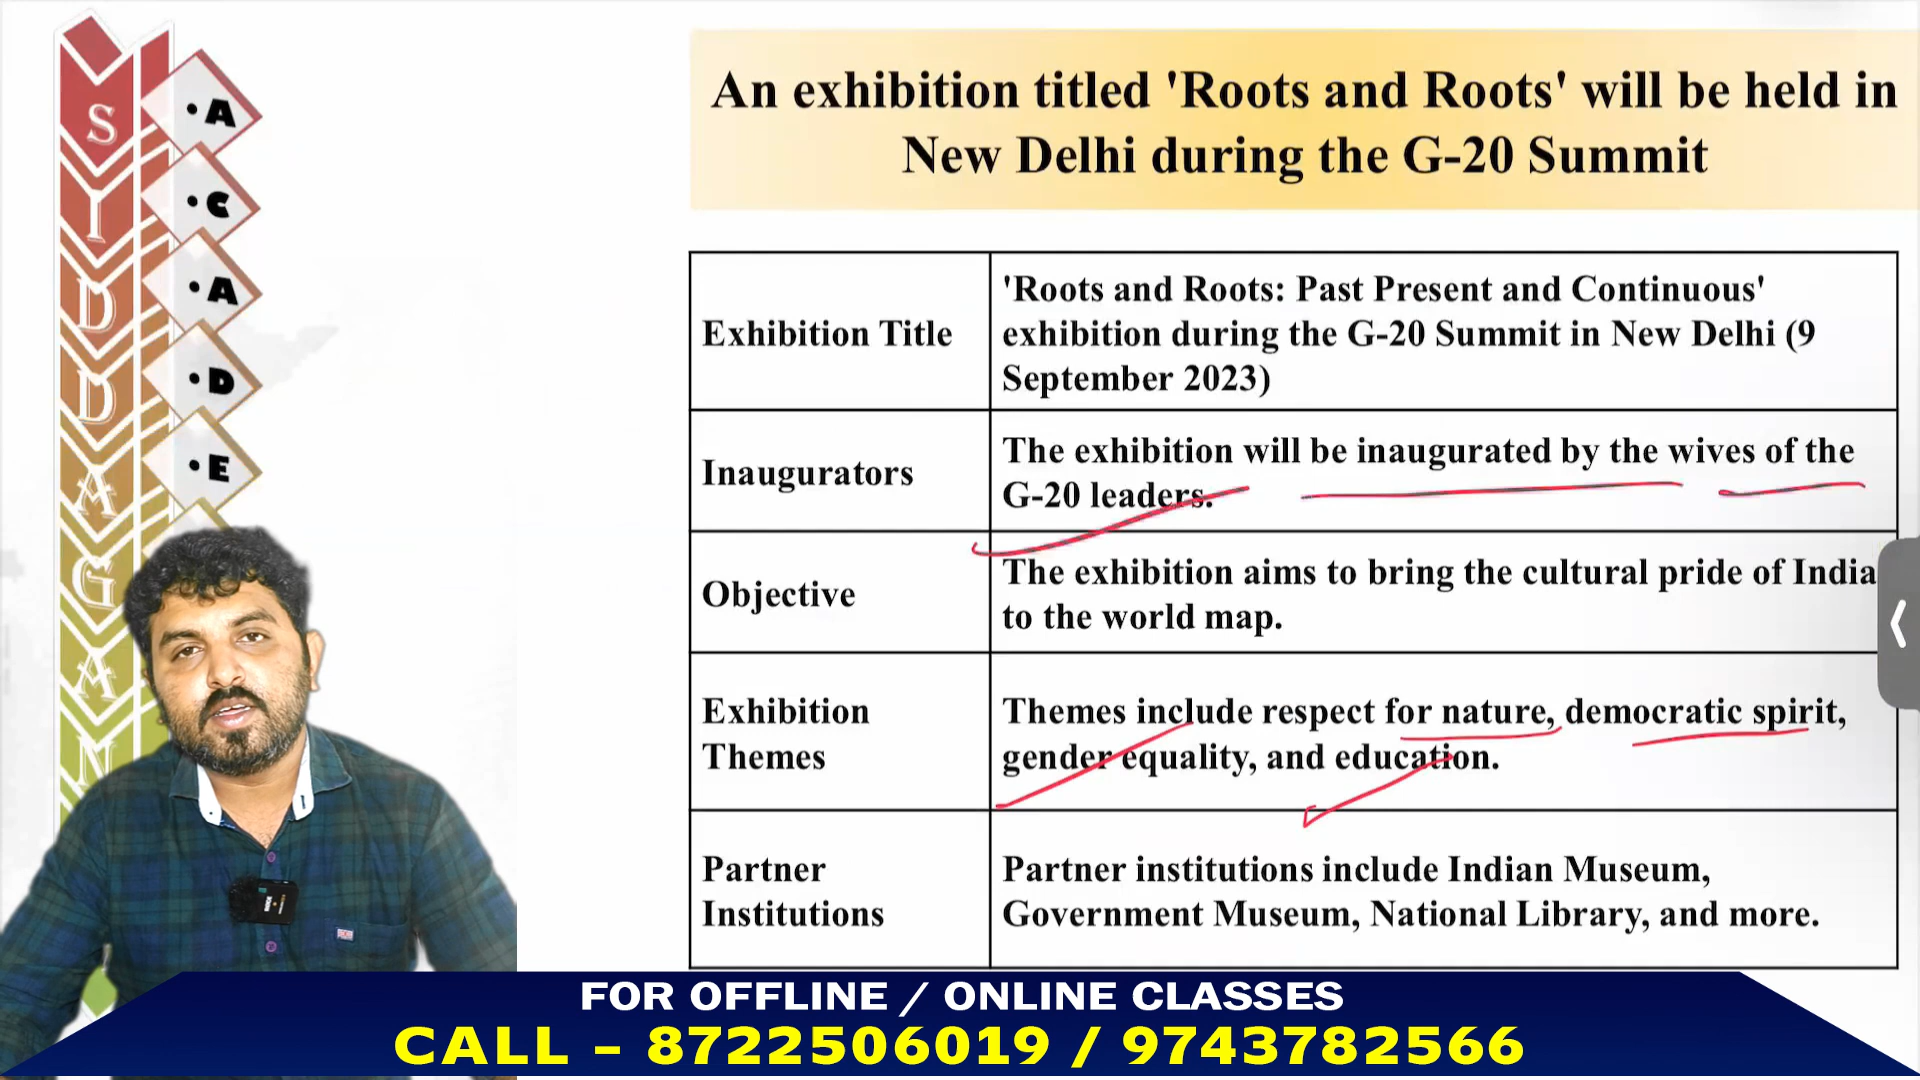 S
I
D
D
A
G
A
N
• A
• C
• A
• D
• E
An exhibition titled 'Roots and Roots' will be held in
New Delhi during the G-20 Summit
Exhibition Title
'Roots and Roots: Past Present and Continuous'
exhibition during the G-20 Summit in New Delhi (9
September 2023)
Inaugurators
The exhibition will be inaugurated by the wives of the
G-20 leaders.
Objective
The exhibition aims to bring the cultural pride of India
to the world map.
Exhibition
Themes
Themes include respect for nature, democratic spirit,
gender equality, and education.
Partner
Institutions
Partner institutions include Indian Museum,
Government Museum, National Library, and more.
FOR OFFLINE / ONLINE CLASSES
CALL – 8722506019 / 9743782566